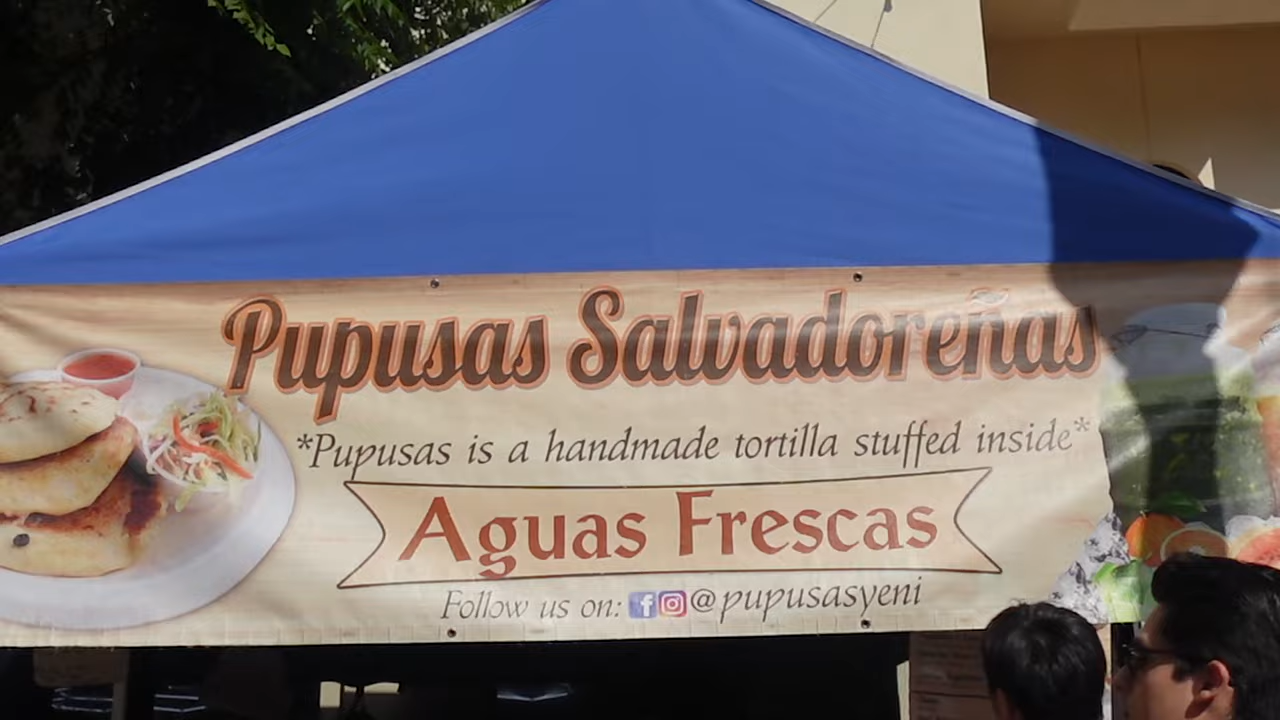 Pupusas Salvadoreñas
*Pupusas is a handmade tortilla stuffed inside*
Aguas Frescas
Follow us on: @pupusasyeni